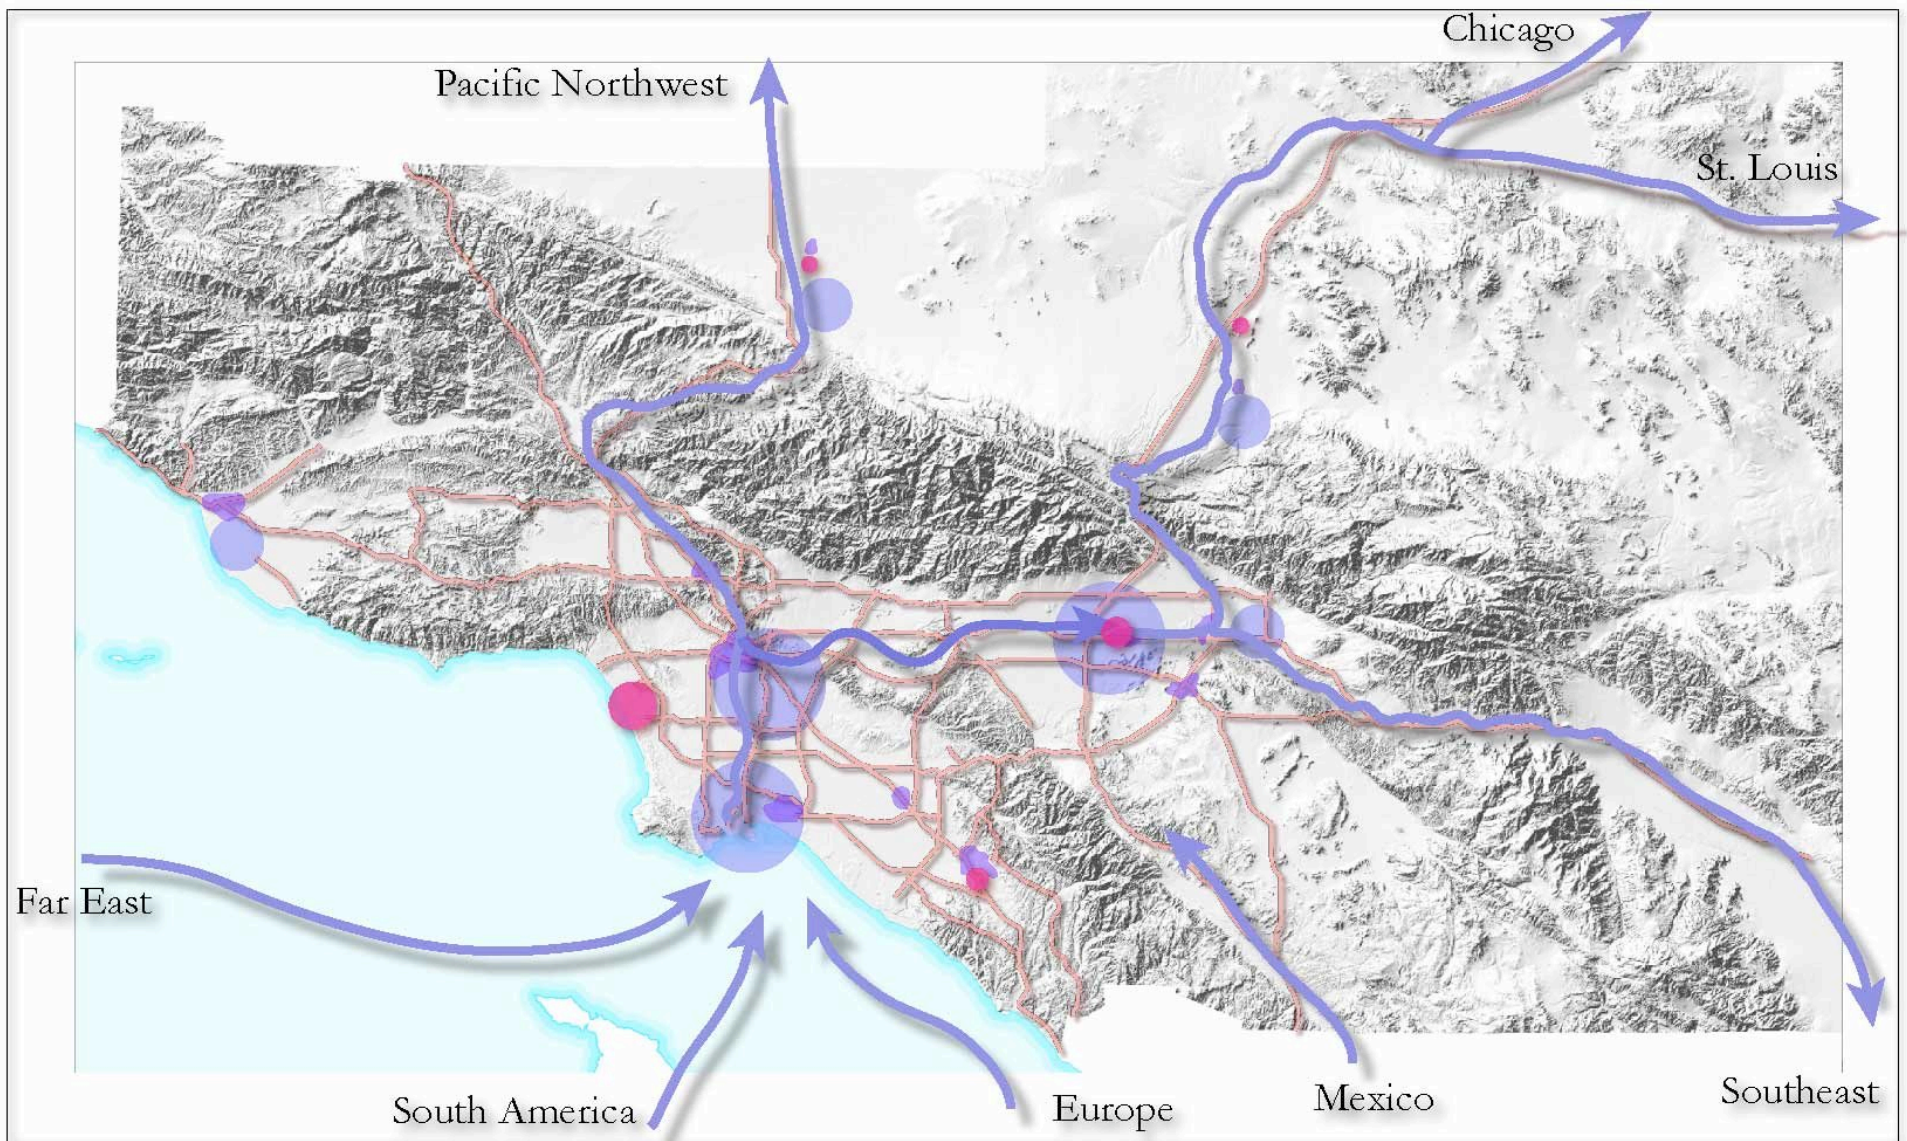 Chicago
Pacific Northwest
St. Louis
Far East
South America
Europe
Mexico
Southeast